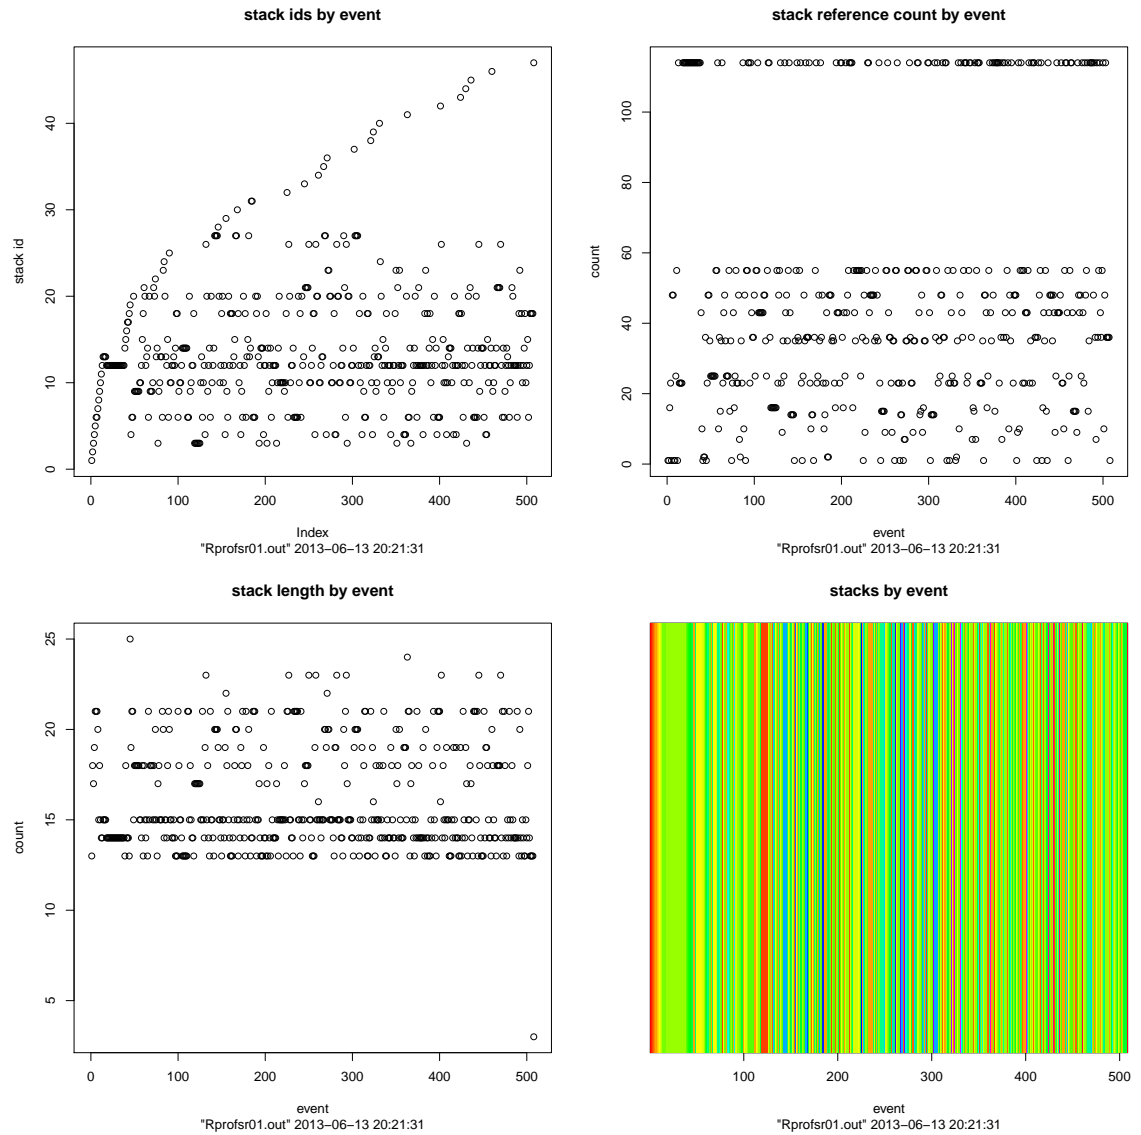 stack ids by event
stack id
0
10
20
30
40
0 100 200 300 400 500
Index
"Rprofsr01.out" 2013−06−13 20:21:31
stack reference count by event
count
0
20
40
60
80
100
0 100 200 300 400 500
event
"Rprofsr01.out" 2013−06−13 20:21:31
stack length by event
count
5
10
15
20
25
0 100 200 300 400 500
event
"Rprofsr01.out" 2013−06−13 20:21:31
stacks by event
100 200 300 400 500
event
"Rprofsr01.out" 2013−06−13 20:21:31